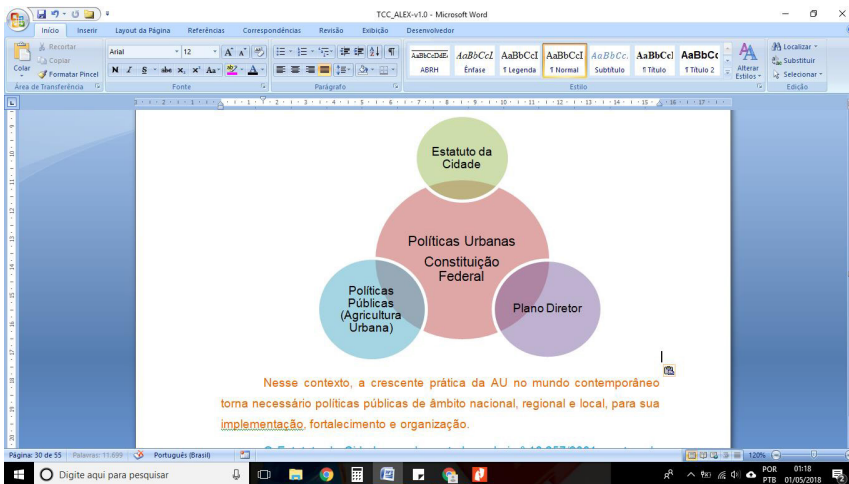 TCC_ALEX-v1.0 - Microsoft Word
Início Inserir Layout da Página Referências Correspondências Revisão Exibição Desenvolvedor
Colar
Recortar
Copiar
Formatar Pincel
Área de Transferência
Arial 12
N I S abc x, x² Aa A
Fonte
Parágrafo
AaBbCcDdE AaBbCcI AaBbCcI AaBbCcI AaBbCc. AaBbCcI AaBbCc
ABRH Ênfase ¶ Legenda ¶ Normal Subtítulo ¶ Título ¶ Título 2
Alterar
Estilos
Estilo
Localizar
Substituir
Selecionar
Edição
Estatuto da
Cidade
Políticas Urbanas
Constituição
Federal
Políticas
Públicas
(Agricultura
Urbana)
Plano Diretor
Nesse contexto, a crescente prática da AU no mundo contemporâneo
torna necessário políticas públicas de âmbito nacional, regional e local, para sua
implementação, fortalecimento e organização.
Página: 30 de 55 Palavras: 11.699 Português (Brasil) 120%
Digite aqui para pesquisar
POR 01:18
PTB 01/05/2018